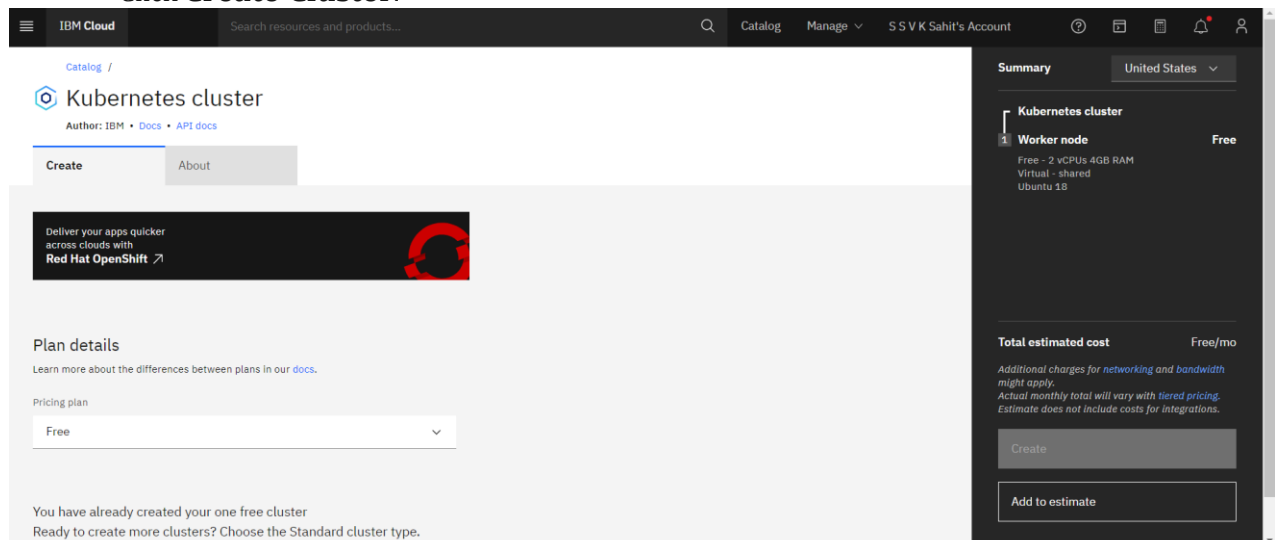 click Create Cluster.
IBM Cloud
Search resources and products...
Catalog
Manage
S S V K Sahit's Account
Catalog /
Kubernetes cluster
Author: IBM • Docs • API docs
Create
About
Deliver your apps quicker
across clouds with
Red Hat OpenShift
Plan details
Learn more about the differences between plans in our docs.
Pricing plan
Free
You have already created your one free cluster
Ready to create more clusters? Choose the Standard cluster type.
Summary
United States
Kubernetes cluster
1 Worker node Free
Free - 2 vCPUs 4GB RAM
Virtual - shared
Ubuntu 18
Total estimated cost Free/mo
Additional charges for networking and bandwidth
might apply.
Actual monthly total will vary with tiered pricing.
Estimate does not include costs for integrations.
Create
Add to estimate